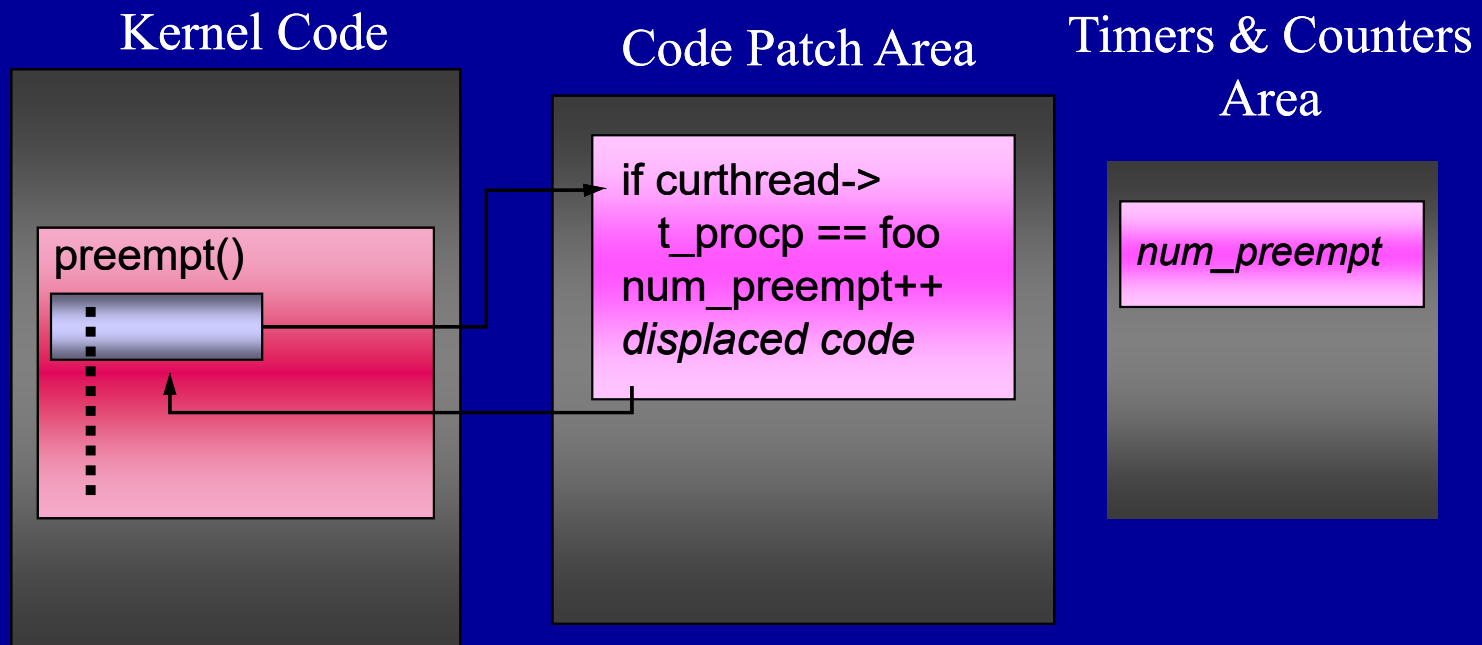 Kernel Code
Code Patch Area
Timers & Counters
Area
preempt()
if curthread->
t_procp == foo
num_preempt++
displaced code
num_preempt